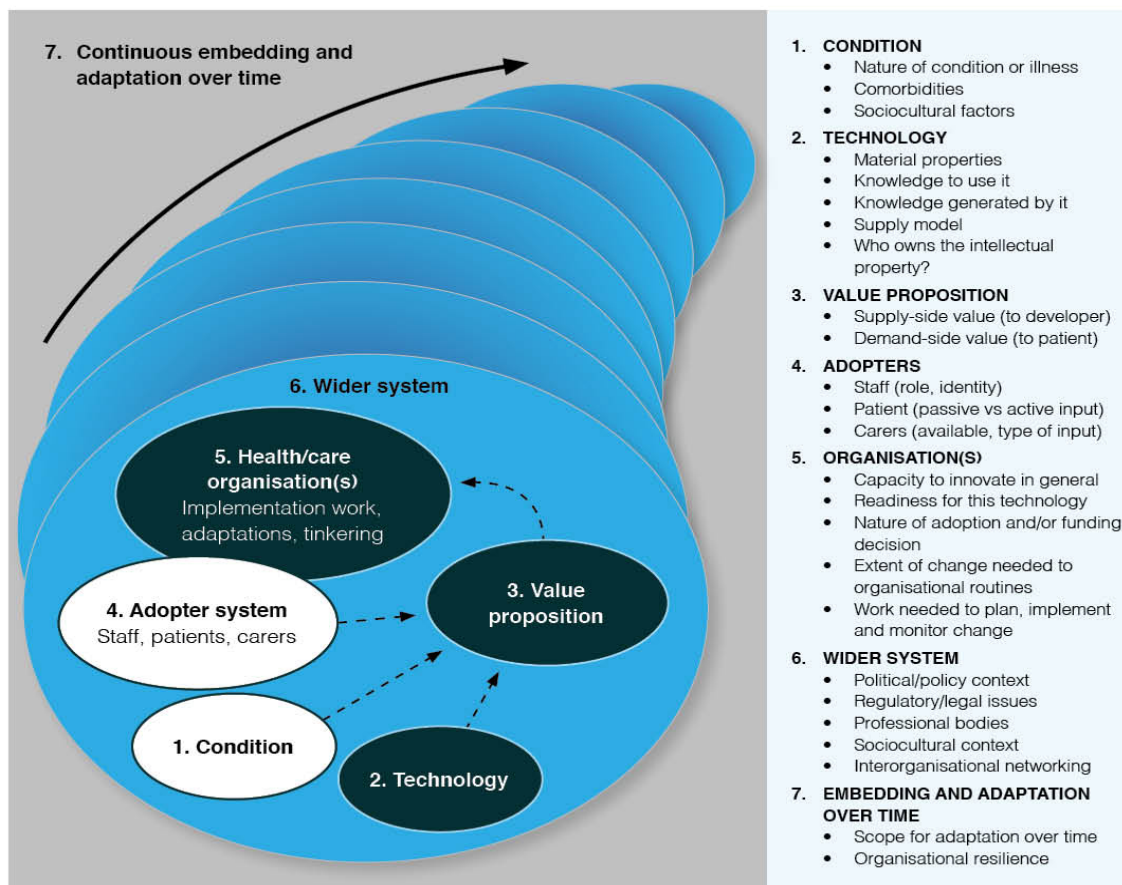 7. Continuous embedding and
adaptation over time
6. Wider system
5. Health/care
organisation(s)
Implementation work,
adaptations, tinkering
4. Adopter system
Staff, patients, carers
3. Value
proposition
1. Condition
2. Technology
1. CONDITION
• Nature of condition or illness
• Comorbidities
• Sociocultural factors
2. TECHNOLOGY
• Material properties
• Knowledge to use it
• Knowledge generated by it
• Supply model
• Who owns the intellectual
property?
3. VALUE PROPOSITION
• Supply-side value (to developer)
• Demand-side value (to patient)
4. ADOPTERS
• Staff (role, identity)
• Patient (passive vs active input)
• Carers (available, type of input)
5. ORGANISATION(S)
• Capacity to innovate in general
• Readiness for this technology
• Nature of adoption and/or funding
decision
• Extent of change needed to
organisational routines
• Work needed to plan, implement
and monitor change
6. WIDER SYSTEM
• Political/policy context
• Regulatory/legal issues
• Professional bodies
• Sociocultural context
• Interorganisational networking
7. EMBEDDING AND ADAPTATION
OVER TIME
• Scope for adaptation over time
• Organisational resilience